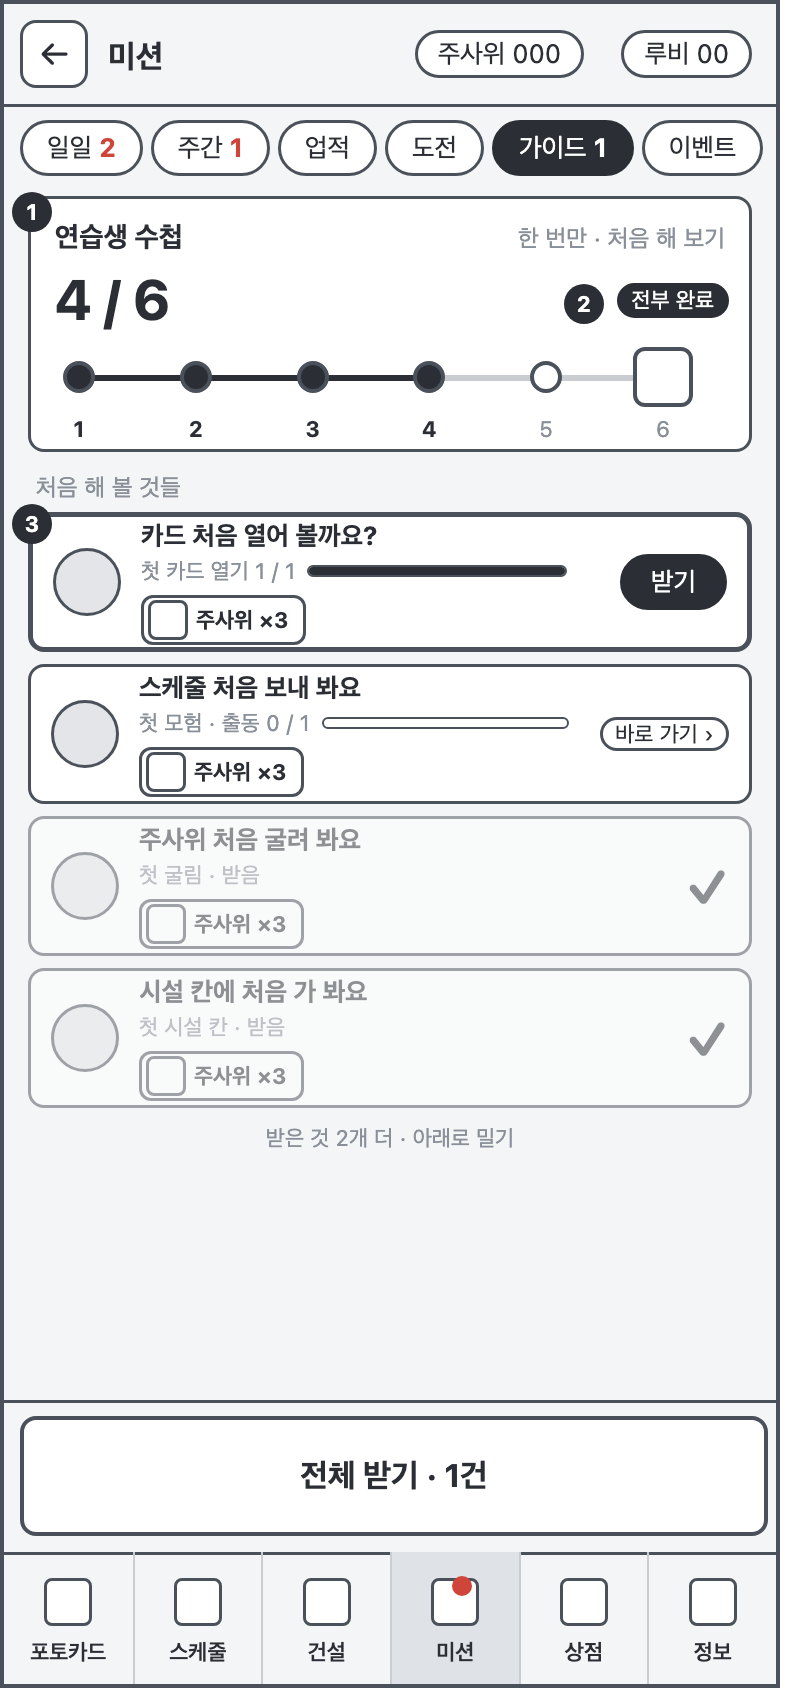 ← 미션 주사위 000 루비 00
일일 2 주간 1 업적 도전 가이드 1 이벤트
1
연습생 수첩 한 번만 · 처음 해 보기
4 / 6 2 전부 완료
1 2 3 4 5 6
처음 해 볼 것들
3
카드 처음 열어 볼까요?
첫 카드 열기 1 / 1
받기
주사위 ×3
스케줄 처음 보내 봐요
첫 모험 · 출동 0 / 1
바로 가기 ›
주사위 ×3
주사위 처음 굴려 봐요
첫 굴림 · 받음
주사위 ×3
시설 칸에 처음 가 봐요
첫 시설 칸 · 받음
주사위 ×3
받은 것 2개 더 · 아래로 밀기
전체 받기 · 1건
포토카드 스케줄 건설 미션 상점 정보